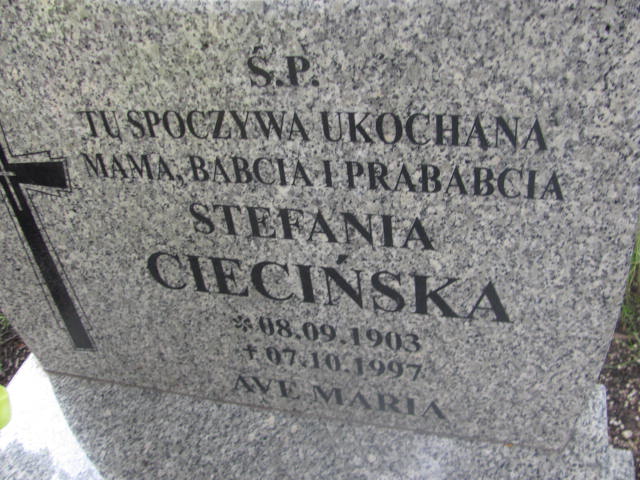 Ś.P.
TU SPOCZYWA UKOCHANA
MAMA, BABCIA I PRABABCIA
STEFANIA
CIECIŃSKA
* 08.09.1903
+ 07.10.1997
AVE MARIA